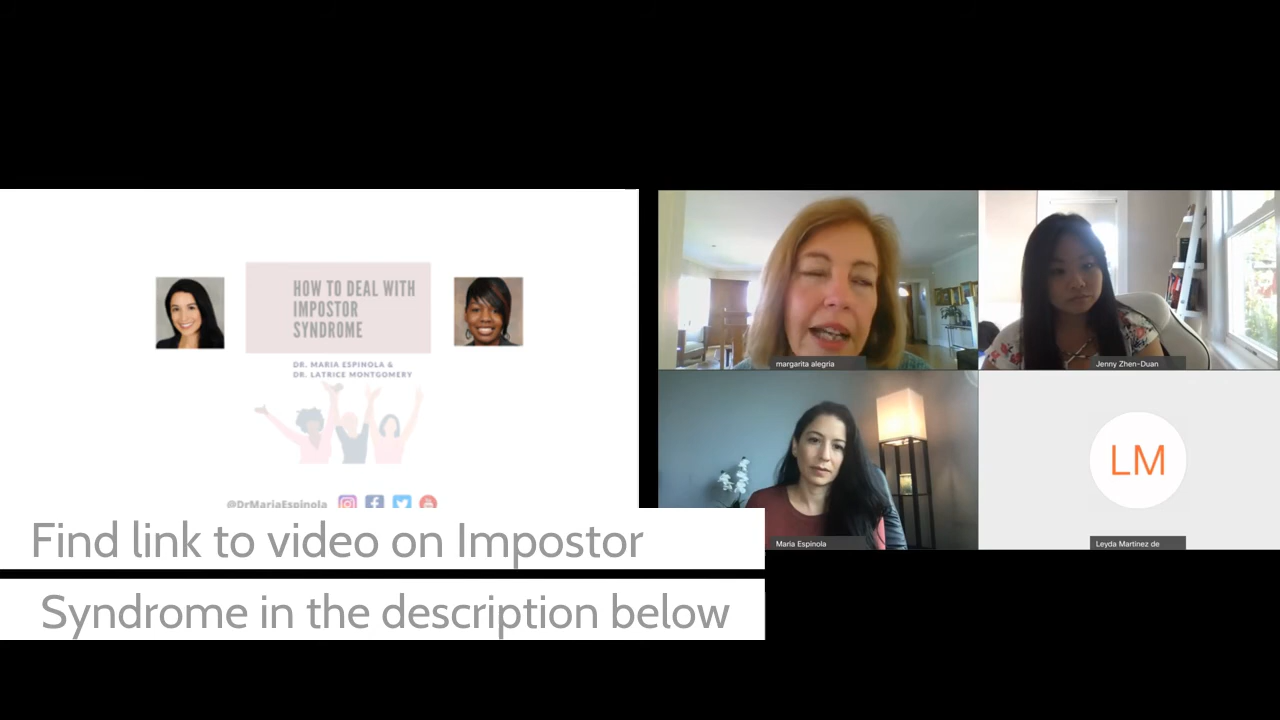 HOW TO DEAL WITH
IMPOSTOR
SYNDROME
DR. MARIA ESPINOLA &
DR. LATRICE MONTGOMERY
@DrMariaEspinola
Find link to video on Impostor
Syndrome in the description below
margarita alegria
Jenny Zhen-Duan
Maria Espinola
LM
Leyda Martinez de